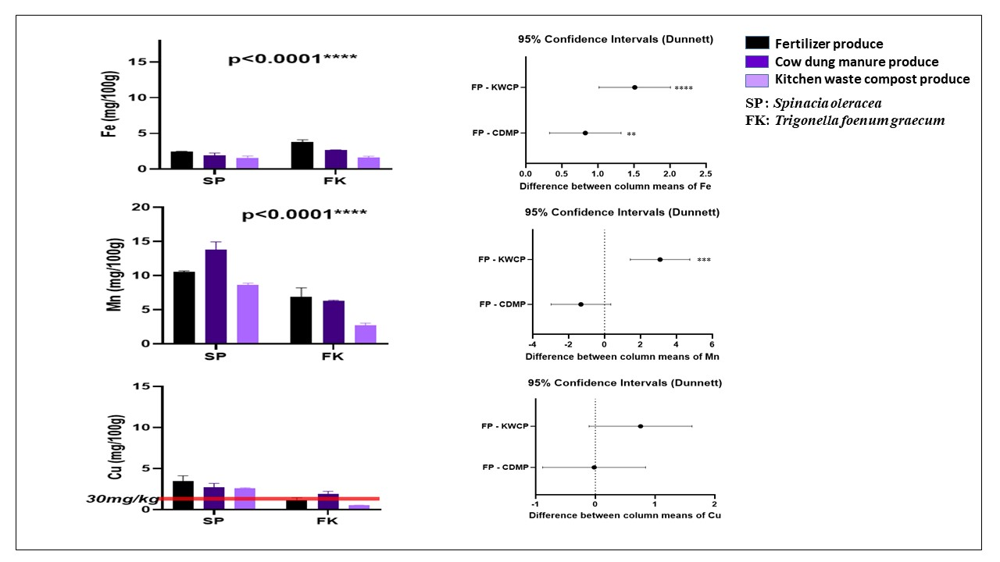 p<0.0001****
Fe (mg/100g)
15
10
5
0
SP
FK
95% Confidence Intervals (Dunnett)
FP - KWCP
****
FP - CDMP
**
0.0 0.5 1.0 1.5 2.0 2.5
Difference between column means of Fe
Fertilizer produce
Cow dung manure produce
Kitchen waste compost produce
SP: Spinacia oleracea
FK: Trigonella foenum graecum
p<0.0001****
Mn (mg/100g)
20
15
10
5
0
SP
FK
95% Confidence Intervals (Dunnett)
FP - KWCP
***
FP - CDMP
-4 -2 0 2 4 6
Difference between column means of Mn
Cu (mg/100g)
15
10
5
30mg/kg
0
SP
FK
95% Confidence Intervals (Dunnett)
FP - KWCP
FP - CDMP
-1 0 1 2
Difference between column means of Cu